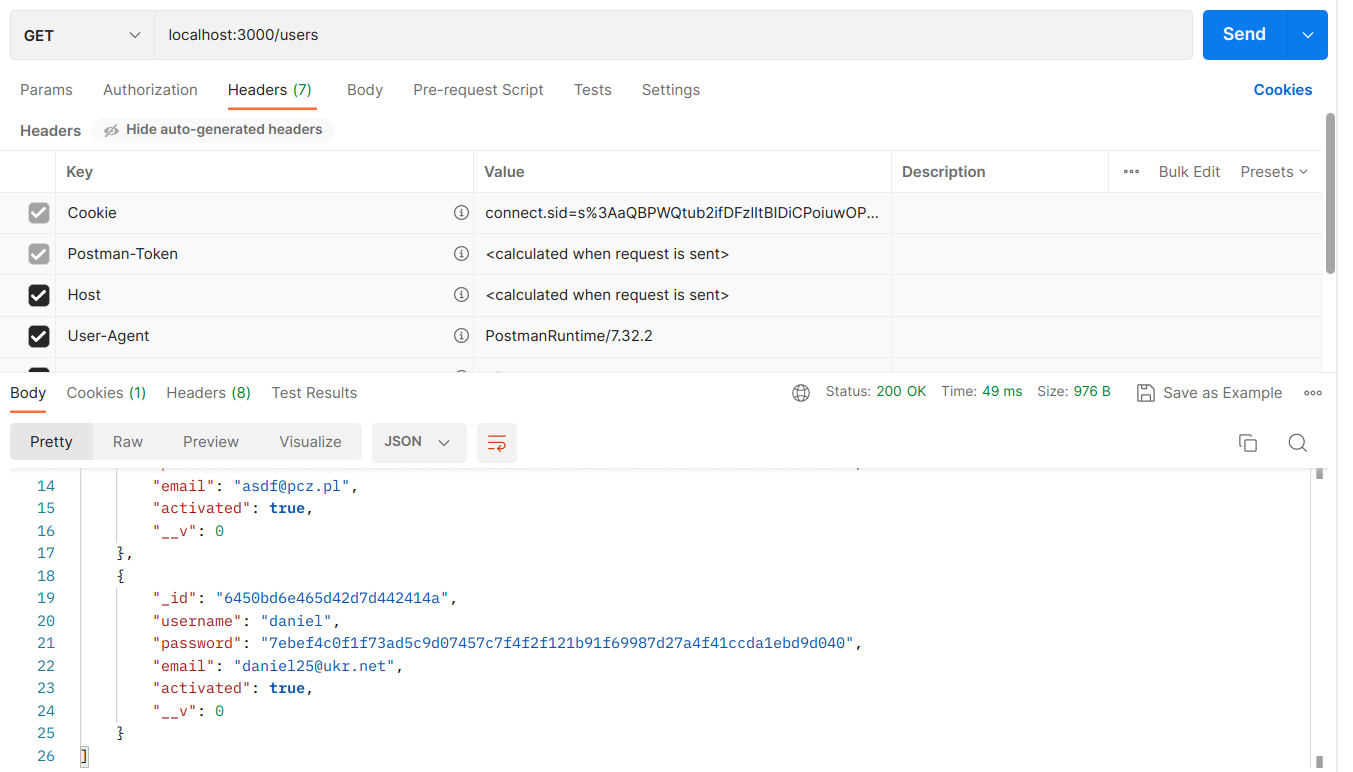 GET localhost:3000/users Send
Params Authorization Headers (7) Body Pre-request Script Tests Settings Cookies
Headers Hide auto-generated headers
Key Value Description ooo Bulk Edit Presets
Cookie connect.sid=s%3AaQBPWQtub2ifDFzlItBIDiCPoiuwOP...
Postman-Token <calculated when request is sent>
Host <calculated when request is sent>
User-Agent PostmanRuntime/7.32.2
Body Cookies (1) Headers (8) Test Results Status: 200 OK Time: 49 ms Size: 976 B Save as Example ooo
Pretty Raw Preview Visualize JSON
14 "email": "asdf@pcz.pl",
15 "activated": true,
16 "__v": 0
17 },
18 {
19 "_id": "6450bd6e465d42d7d442414a",
20 "username": "daniel",
21 "password": "7ebef4c0f1f73ad5c9d07457c7f4f2f121b91f69987d27a4f41ccda1ebd9d040",
22 "email": "daniel25@ukr.net",
23 "activated": true,
24 "__v": 0
25 }
26 ]